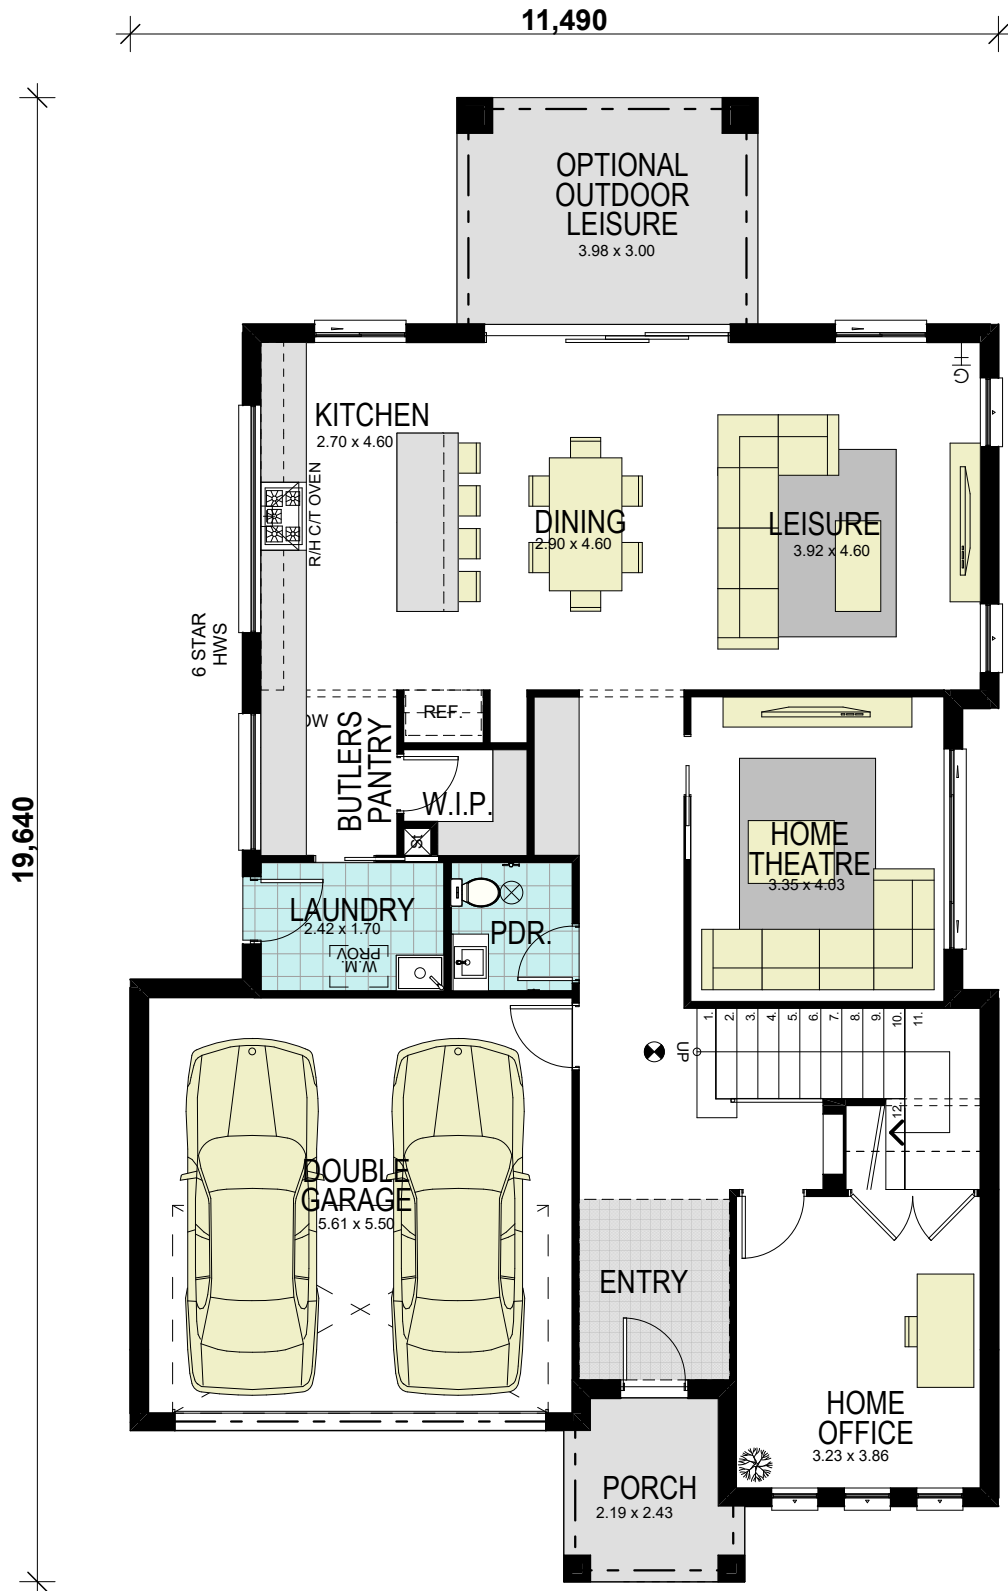 11,490
19,640
OPTIONAL
OUTDOOR
LEISURE
3.98 x 3.00
G
KITCHEN
2.70 x 4.60
R/H C/T OVEN
DINING
2.90 x 4.60
LEISURE
3.92 x 4.60
6 STAR
HWS
DW
BUTLERS
PANTRY
REF.
W.I.P.
St
HOME
THEATRE
3.35 x 4.03
LAUNDRY
2.42 x 1.70
W.M.
PROV.
PDR.
1.
2.
3.
4.
5.
6.
7.
8.
9.
10.
11.
12.
UP
DOUBLE
GARAGE
5.61 x 5.50
ENTRY
HOME
OFFICE
3.23 x 3.86
PORCH
2.19 x 2.43